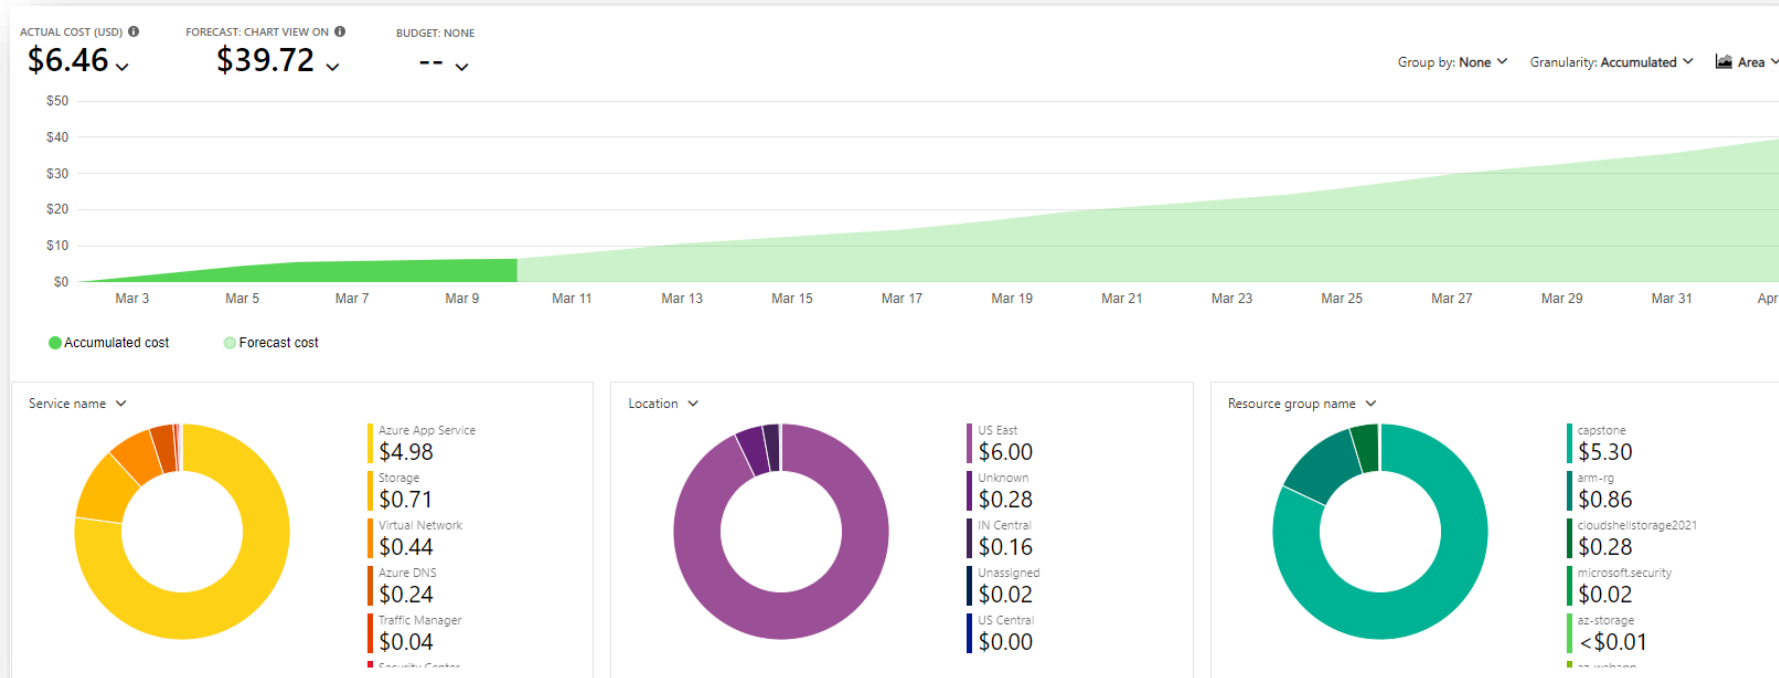 ACTUAL COST (USD) FORECAST: CHART VIEW ON BUDGET: NONE
$6.46 $39.72 --
Group by: None Granularity: Accumulated Area
$50
$40
$30
$20
$10
$0
Mar 3 Mar 5 Mar 7 Mar 9 Mar 11 Mar 13 Mar 15 Mar 17 Mar 19 Mar 21 Mar 23 Mar 25 Mar 27 Mar 29 Mar 31 Apr
Accumulated cost Forecast cost
Service name
Azure App Service
$4.98
Storage
$0.71
Virtual Network
$0.44
Azure DNS
$0.24
Traffic Manager
$0.04
Security Center
Location
US East
$6.00
Unknown
$0.28
IN Central
$0.16
Unassigned
$0.02
US Central
$0.00
Resource group name
capstone
$5.30
arm-rg
$0.86
cloudshellstorage2021
$0.28
microsoft.security
$0.02
az-storage
<$0.01
az-webapp